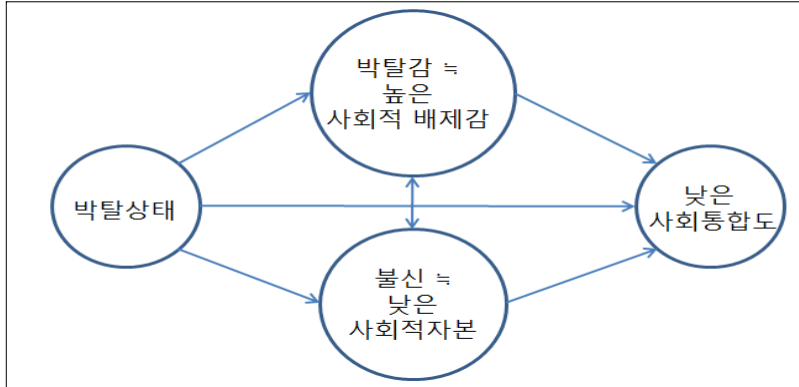 박탈감 ≒
높은
사회적 배제감
박탈상태
낮은
사회통합도
불신 ≒
낮은
사회적자본